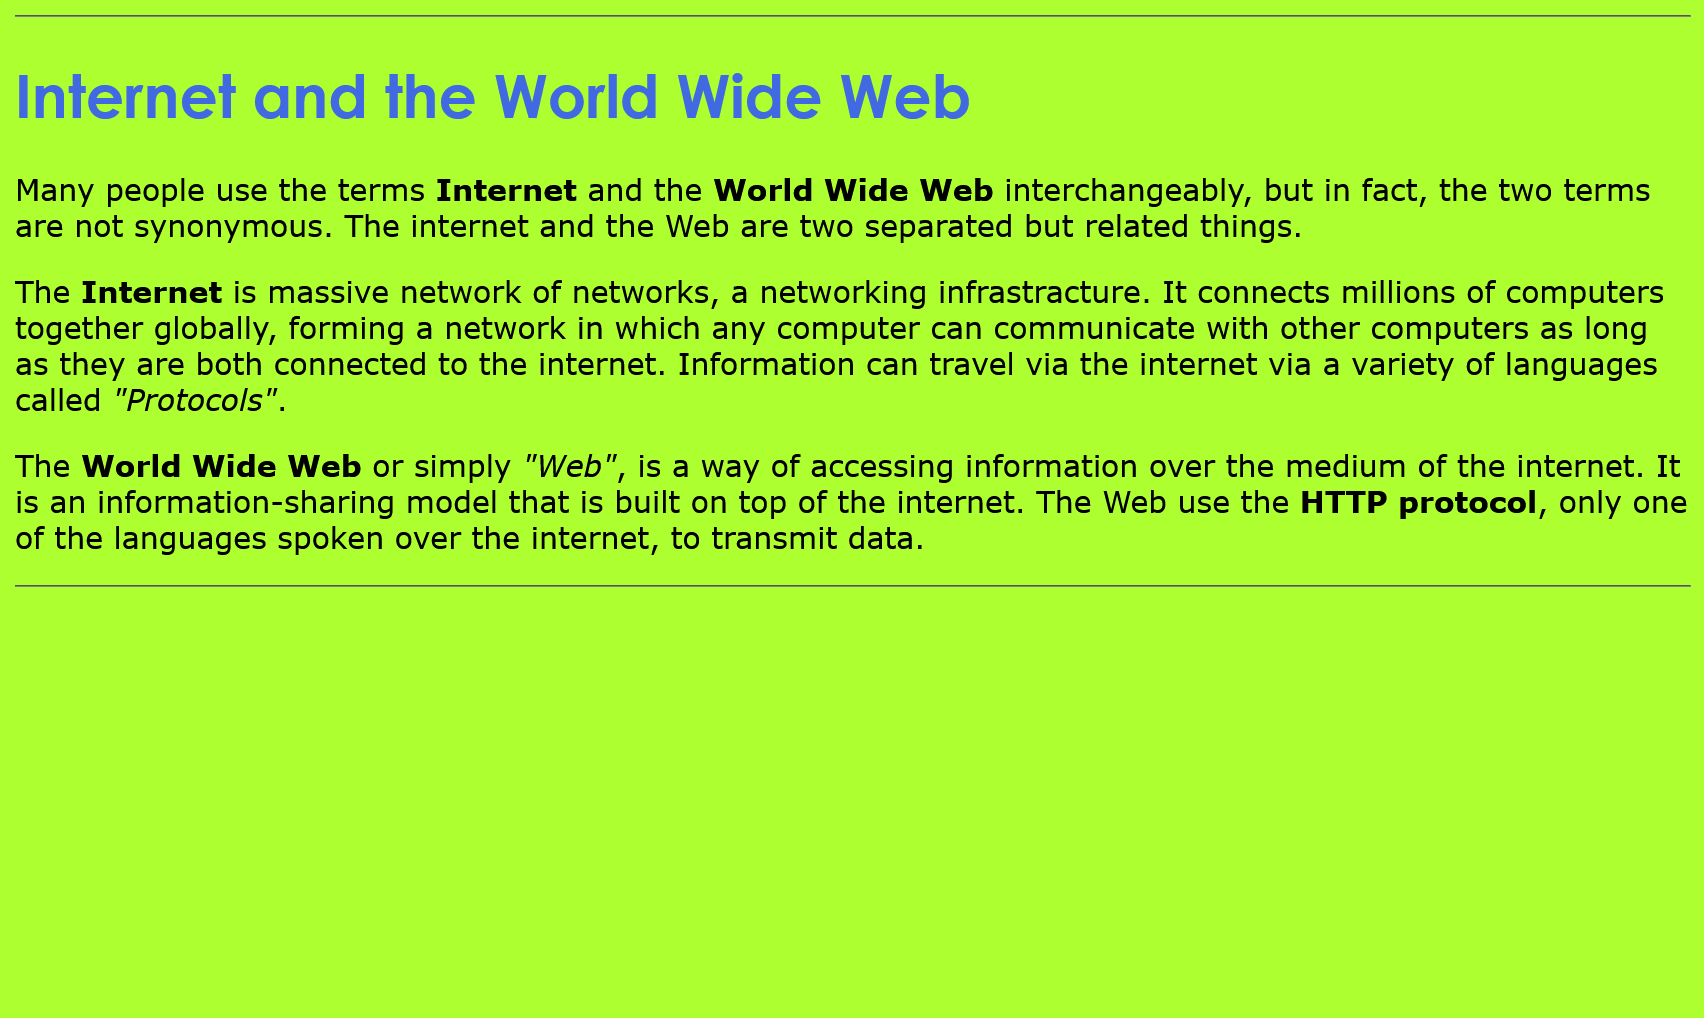 Internet and the World Wide Web
Many people use the terms Internet and the World Wide Web interchangeably, but in fact, the two terms
are not synonymous. The internet and the Web are two separated but related things.
The Internet is massive network of networks, a networking infrastracture. It connects millions of computers
together globally, forming a network in which any computer can communicate with other computers as long
as they are both connected to the internet. Information can travel via the internet via a variety of languages
called "Protocols".
The World Wide Web or simply "Web", is a way of accessing information over the medium of the internet. It
is an information-sharing model that is built on top of the internet. The Web use the HTTP protocol, only one
of the languages spoken over the internet, to transmit data.